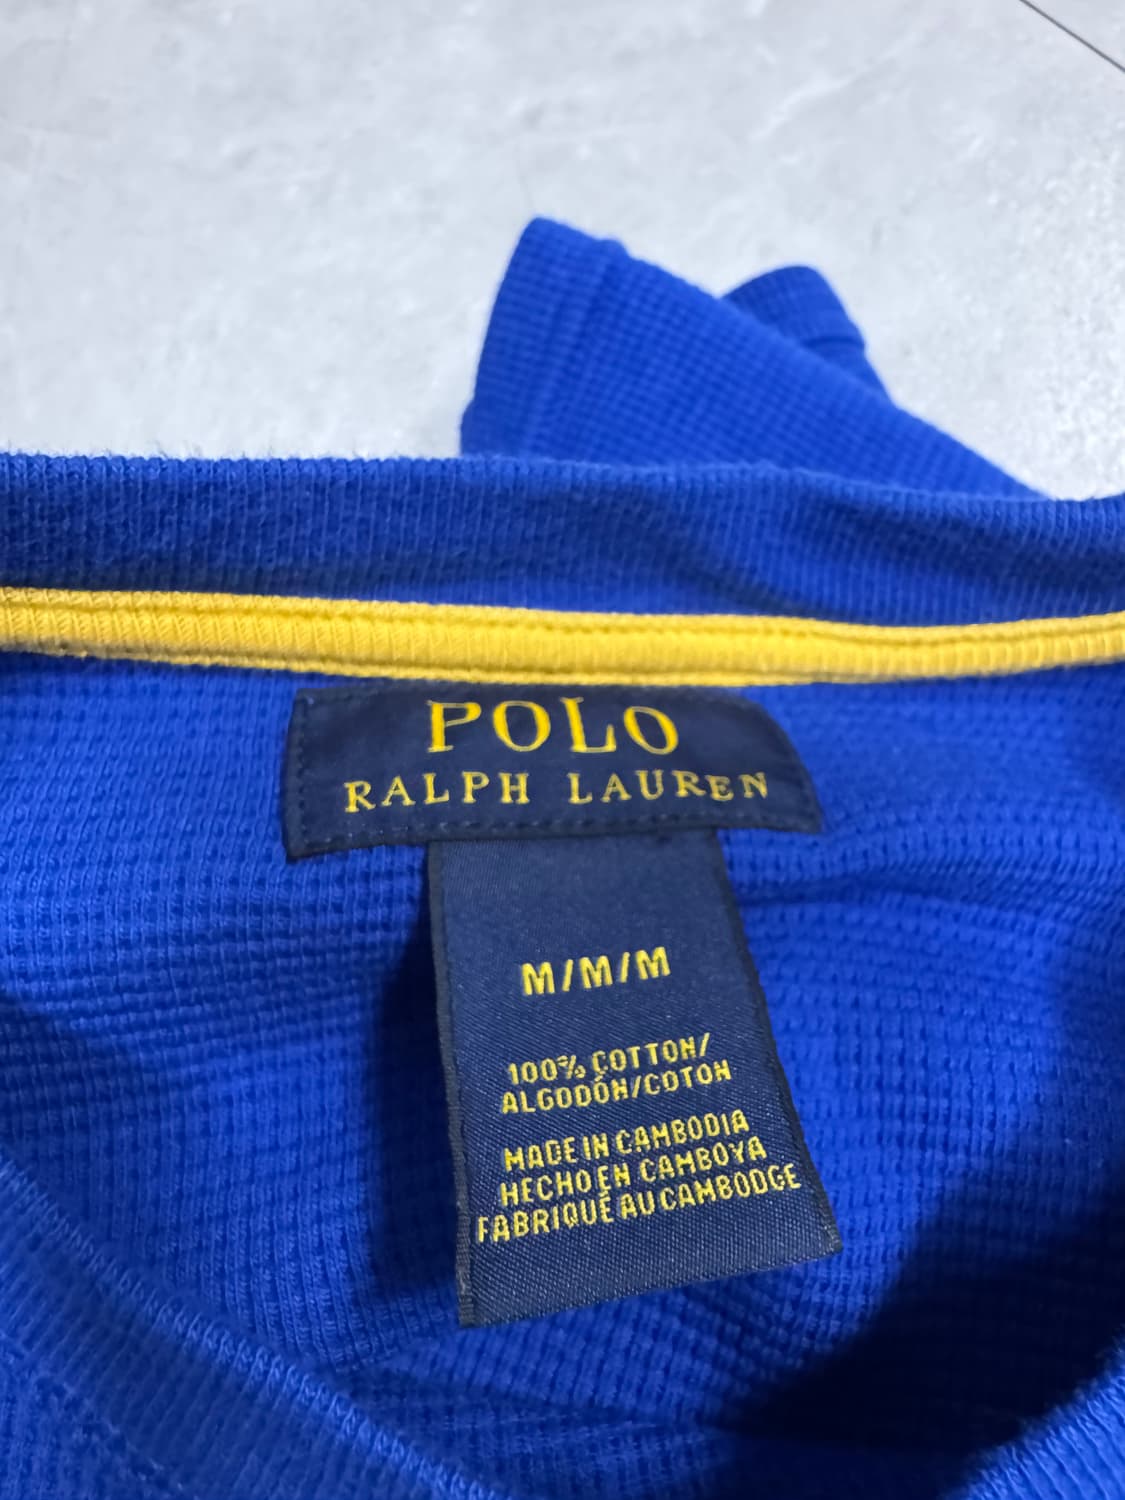 POLO
RALPH LAUREN
M/M/M
100% COTTON/
ALGODÓN/COTON
MADE IN CAMBODIA
HECHO EN CAMBOYA
FABRIQUÉ AU CAMBODGE